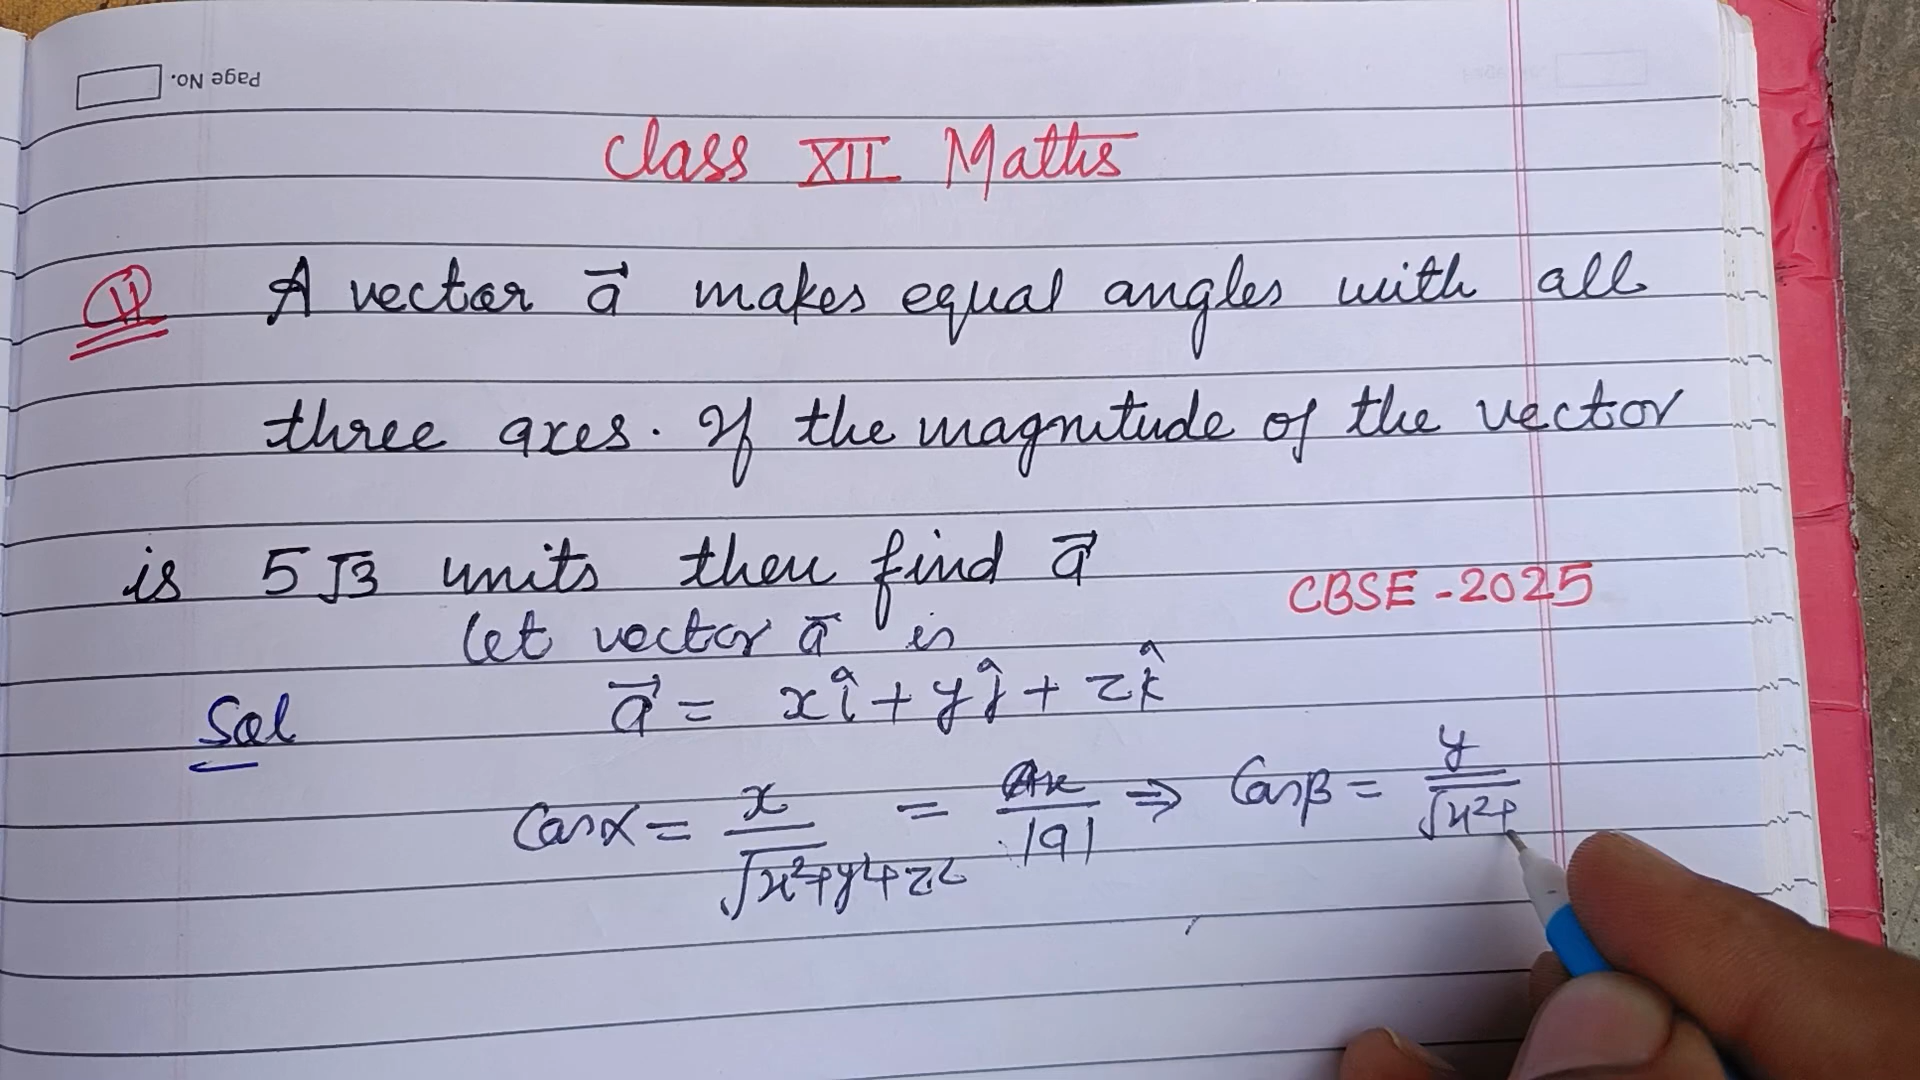 Page No.
Class XII Maths
Q11 A vector a⃗ makes equal angles with all
three axes. If the magnitude of the vector
is 5√3 units then find a⃗
CBSE - 2025
let vector a⃗ is
Sol a⃗ = xî + yĵ + zk̂
Cosα = x/√x²+y²+z² = x/|a| ⇒ Cosβ = y/√x²+